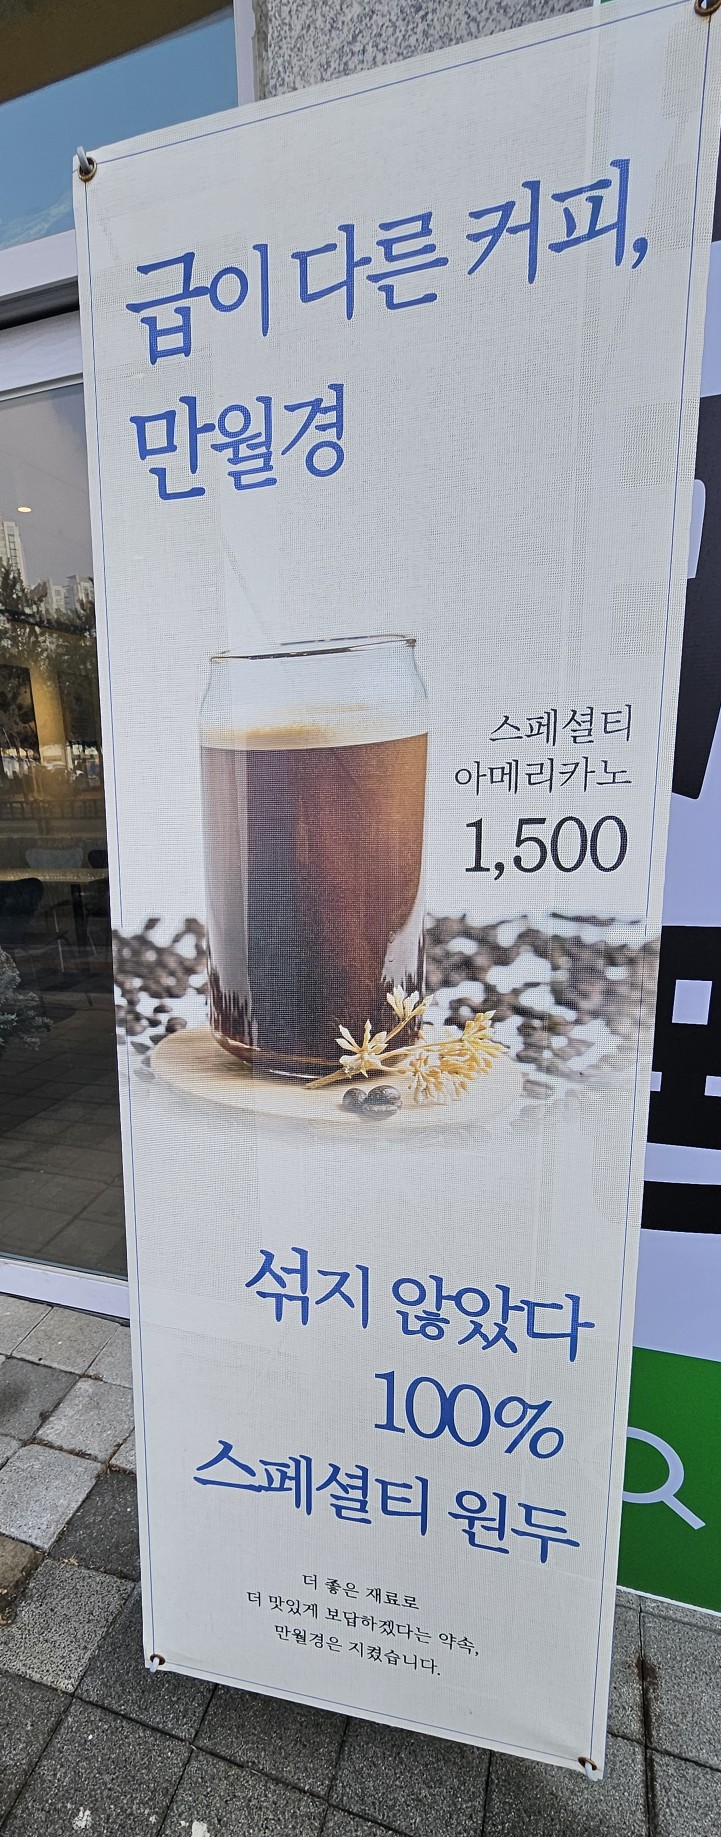 급이 다른 커피,
만월경
스페셜티
아메리카노
1,500
섞지 않았다
100%
스페셜티 원두
더 좋은 재료로
더 맛있게 보답하겠다는 약속,
만월경은 지켰습니다.